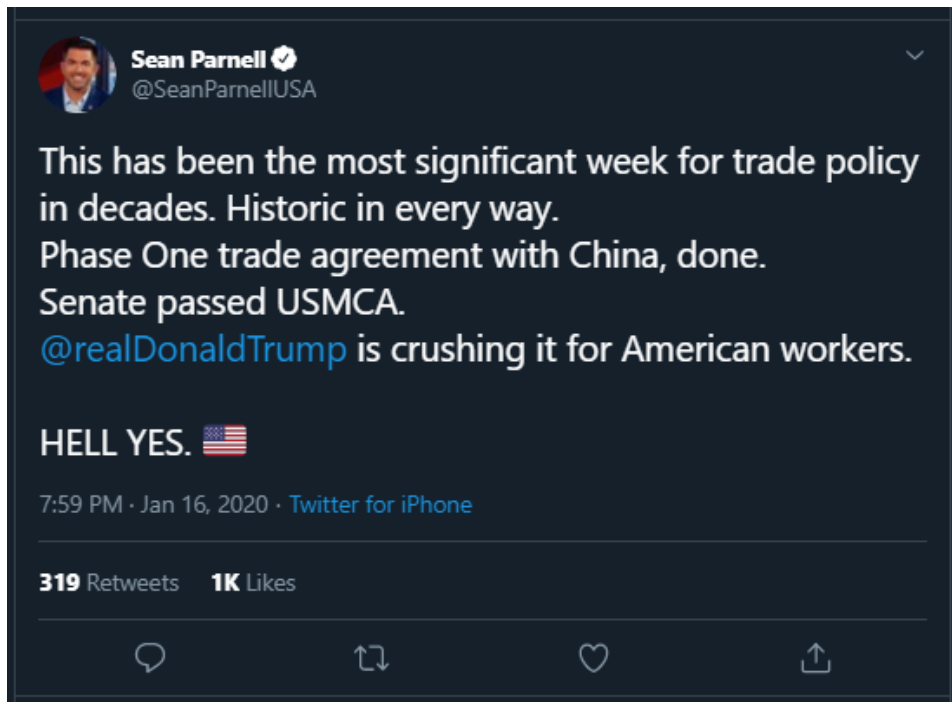 Sean Parnell
@SeanParnellUSA
This has been the most significant week for trade policy
in decades. Historic in every way.
Phase One trade agreement with China, done.
Senate passed USMCA.
@realDonaldTrump is crushing it for American workers.
HELL YES. 🇺🇸
7:59 PM · Jan 16, 2020 · Twitter for iPhone
319 Retweets 1K Likes